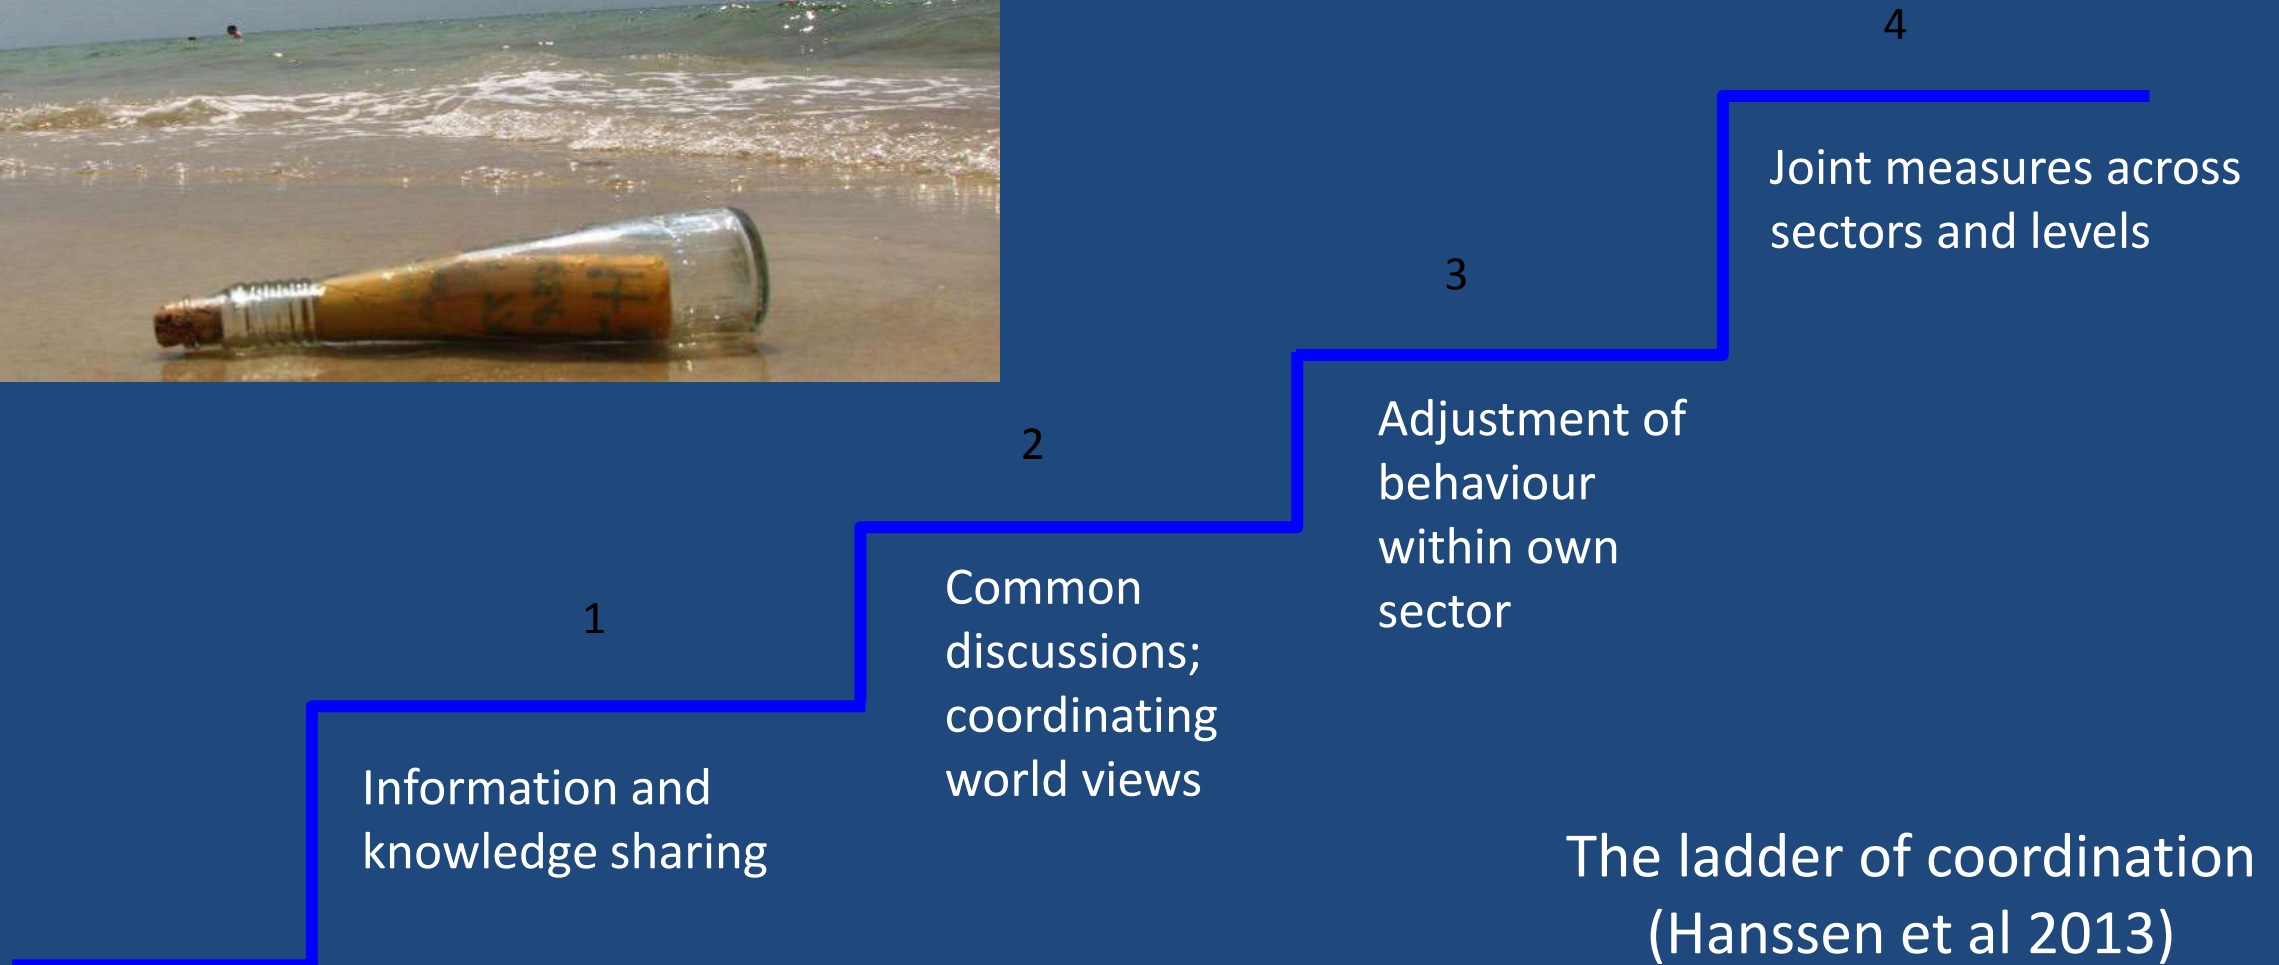 4
Joint measures across
sectors and levels
3
Adjustment of
behaviour
within own
sector
2
Common
discussions;
coordinating
world views
1
Information and
knowledge sharing
The ladder of coordination
(Hanssen et al 2013)